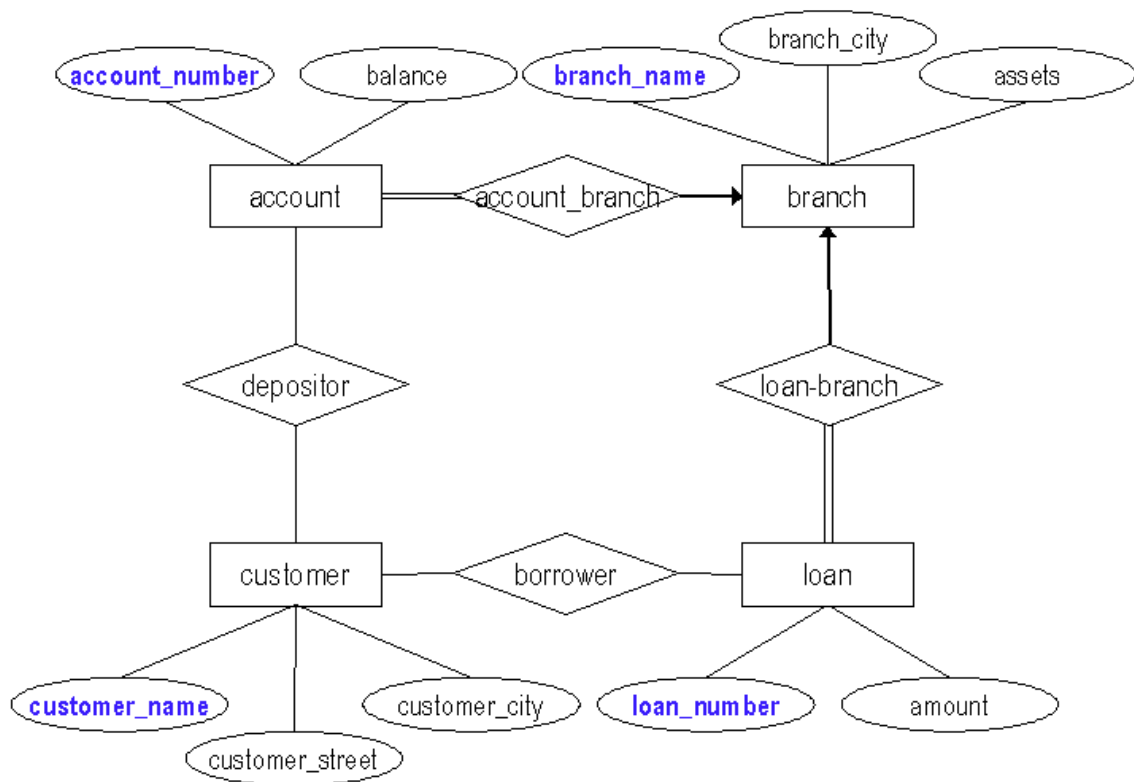 branch_city
account_number
balance
branch_name
assets
account
account_branch
branch
depositor
loan-branch
customer
borrower
loan
customer_name
customer_city
loan_number
amount
customer_street